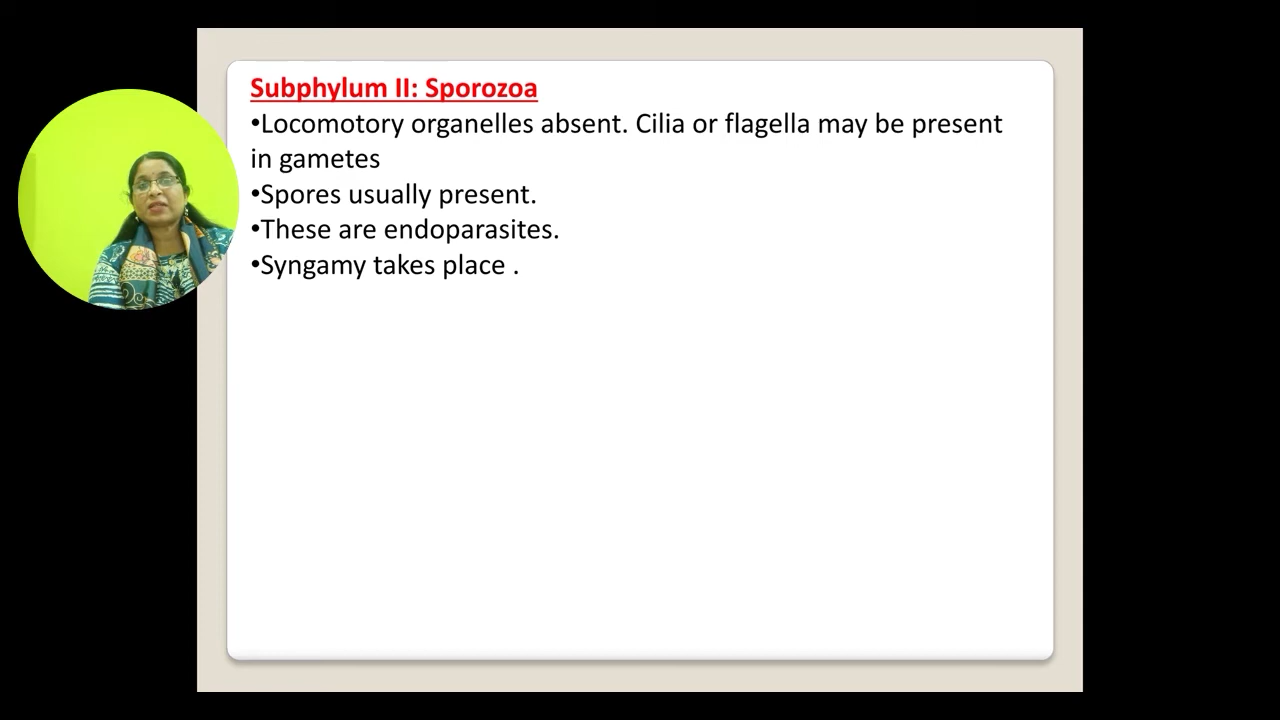 Subphylum II: Sporozoa
•Locomotory organelles absent. Cilia or flagella may be present
in gametes
•Spores usually present.
•These are endoparasites.
•Syngamy takes place .